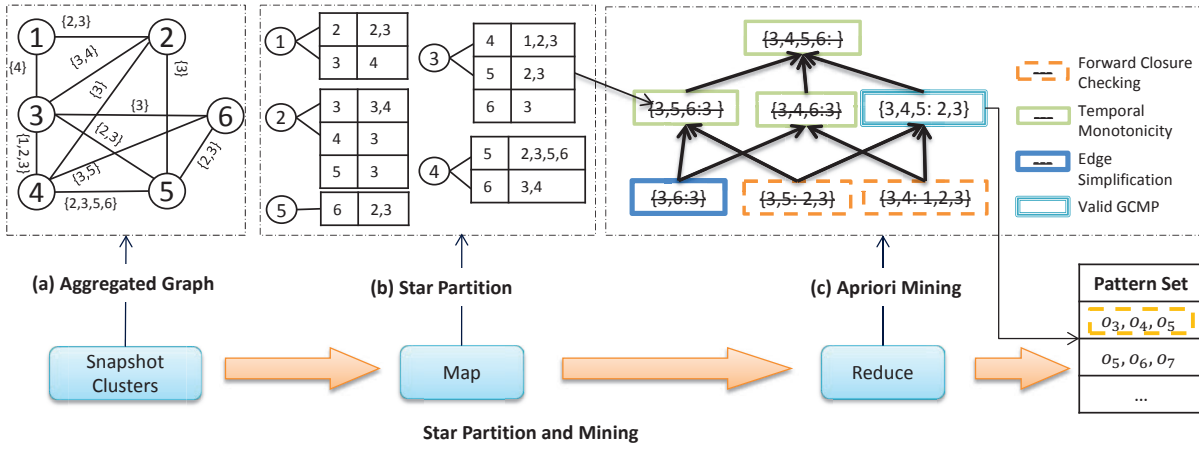 {2,3}
1
2
{4}
{3,4}
{3}
{3}
3
{3}
6
{1,2,3}
{2,3}
{3,5}
{2,3}
4
5
{2,3,5,6}
1
2 2,3
3 4
2
3 3,4
4 3
5 3
5
6 2,3
3
4 1,2,3
5 2,3
6 3
4
5 2,3,5,6
6 3,4
{3,4,5,6: }
{3,5,6:3 }
{3,4,6:3}
{3,4,5: 2,3}
{3,6:3}
{3,5: 2,3}
{3,4: 1,2,3}
--- Forward Closure
Checking
--- Temporal
Monotonicity
--- Edge
Simplification
Valid GCMP
(a) Aggregated Graph
(b) Star Partition
(c) Apriori Mining
Snapshot
Clusters
Map
Reduce
Pattern Set
o₃, o₄, o₅
o₅, o₆, o₇
...
Star Partition and Mining